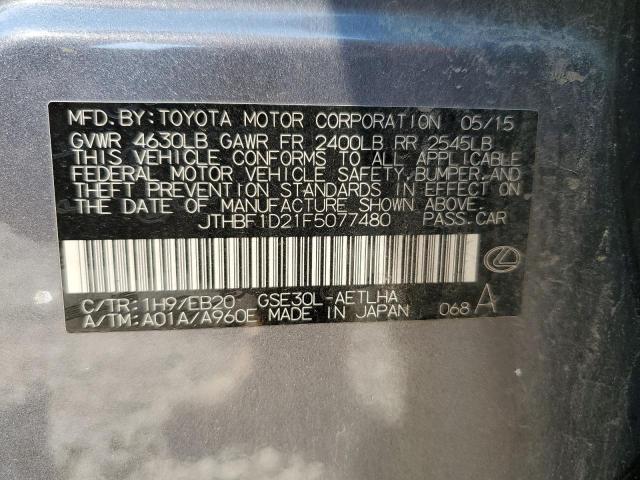 MFD.BY:TOYOTA MOTOR CORPORATION 05/15
GVWR 4630LB GAWR FR 2400LB RR 2545LB
THIS VEHICLE CONFORMS TO ALL APPLICABLE
FEDERAL MOTOR VEHICLE SAFETY,BUMPER,AND
THEFT PREVENTION STANDARDS IN EFFECT ON
THE DATE OF MANUFACTURE SHOWN ABOVE.
JTHBF1D21F5077480 PASS.CAR
C/TR:1H9/EB20 GSE30L-AETLHA
A/TM:A01A/A960E MADE IN JAPAN 068 A